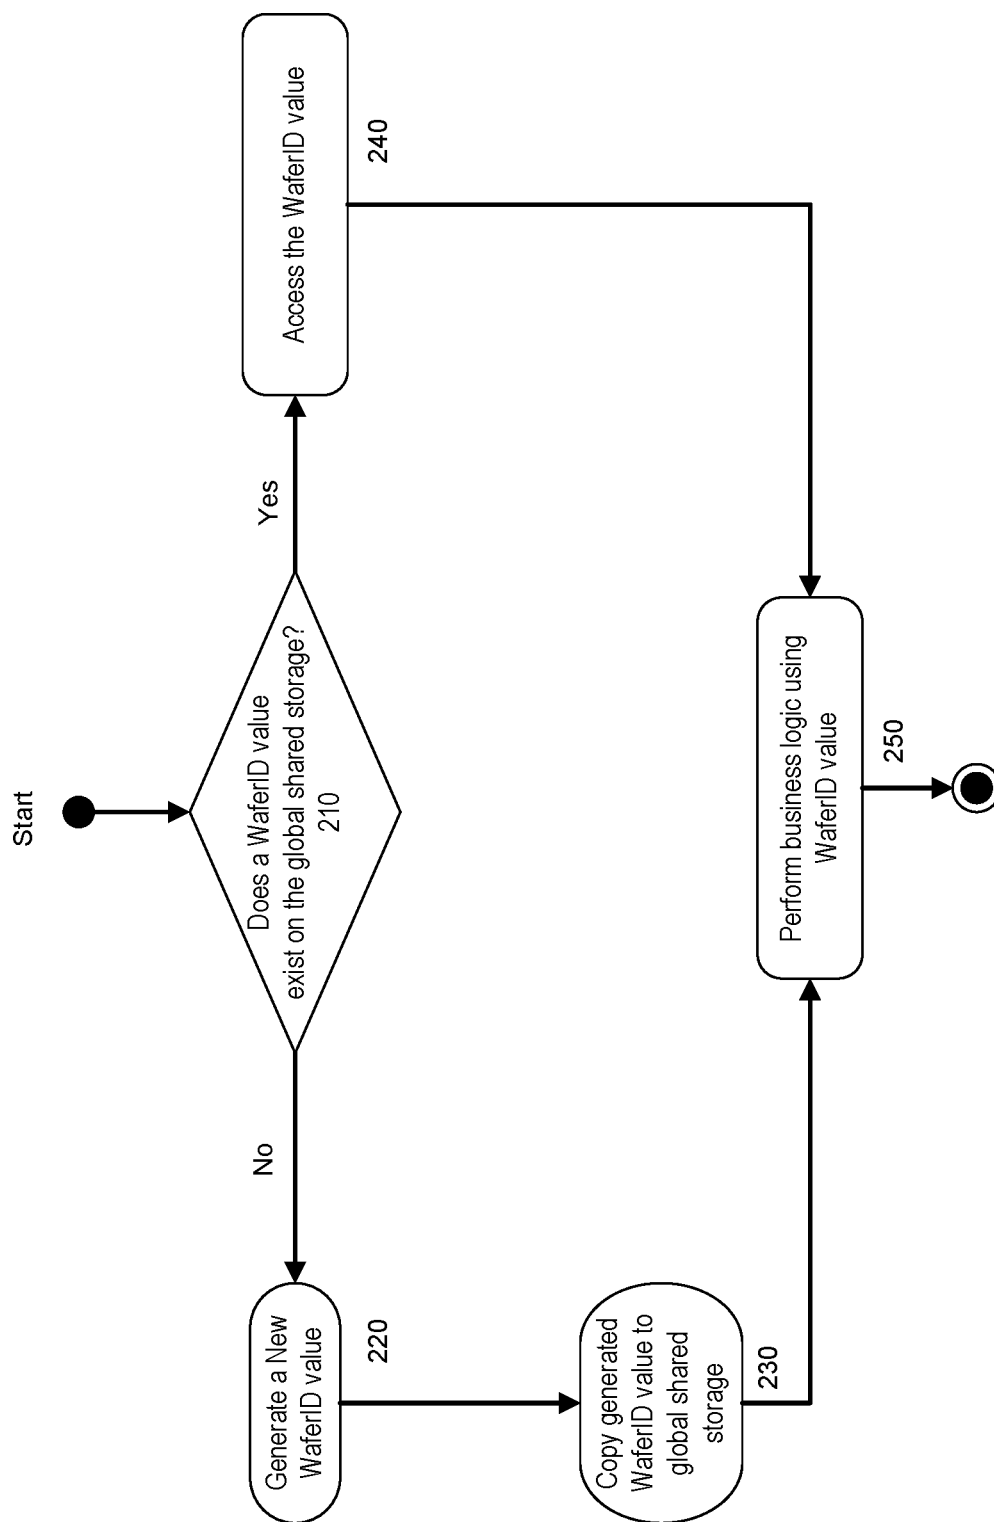 Start
Does a WaferID value
exist on the global shared storage?
210
No
Yes
Generate a New
WaferID value
220
Access the WaferID value
240
Copy generated
WaferID value to
global shared
storage
230
Perform business logic using
WaferID value
250